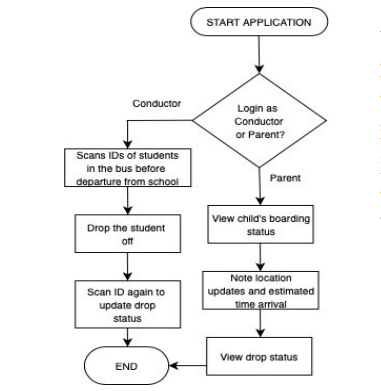 START APPLICATION
Login as
Conductor
or Parent?
Conductor
Scans IDs of students
in the bus before
departure from school
Parent
Drop the student
off
View child's boarding
status
Scan ID again to
update drop
status
Note location
updates and estimated
time arrival
END
View drop status